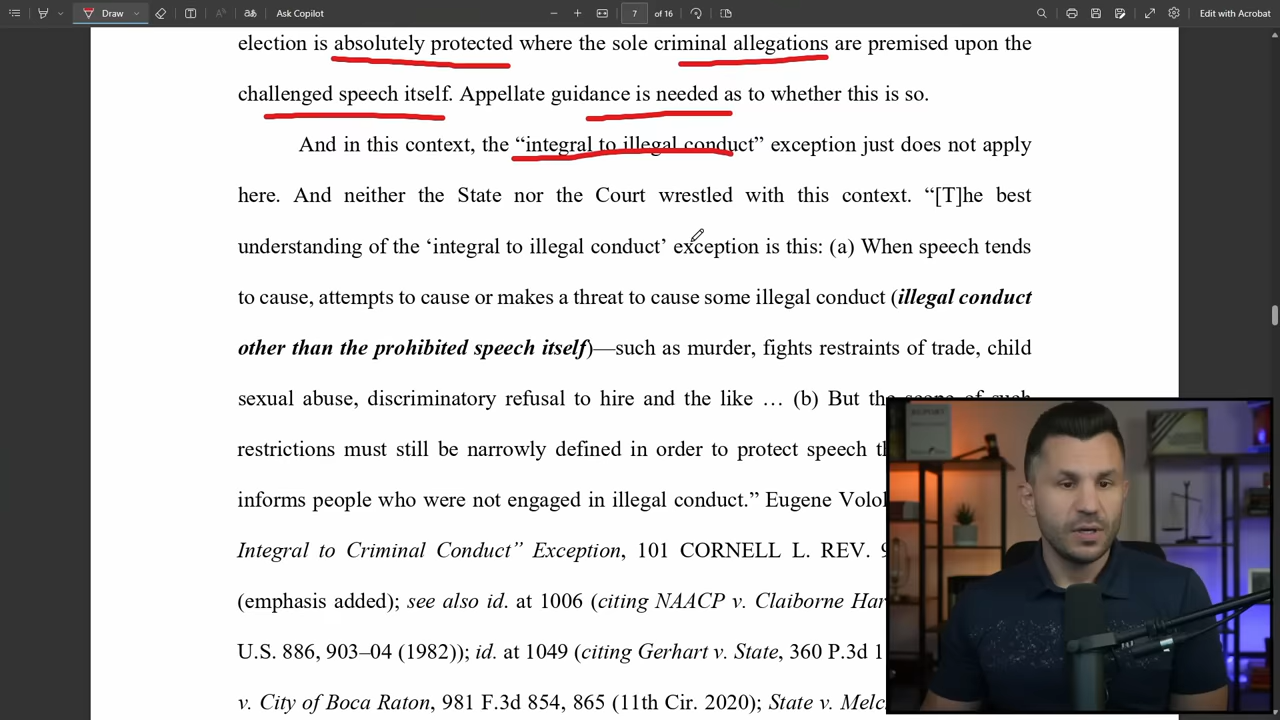 Draw
Ask Copilot
7 of 16
Edit with Acrobat
election is absolutely protected where the sole criminal allegations are premised upon the
challenged speech itself. Appellate guidance is needed as to whether this is so.
And in this context, the “integral to illegal conduct” exception just does not apply
here. And neither the State nor the Court wrestled with this context. “[T]he best
understanding of the ‘integral to illegal conduct’ exception is this: (a) When speech tends
to cause, attempts to cause or makes a threat to cause some illegal conduct (illegal conduct
other than the prohibited speech itself)—such as murder, fights restraints of trade, child
sexual abuse, discriminatory refusal to hire and the like … (b) But the scope of such
restrictions must still be narrowly defined in order to protect speech
informs people who were not engaged in illegal conduct.” Eugene
Integral to Criminal Conduct” Exception, 101 CORNELL L. REV.
(emphasis added); see also id. at 1006 (citing NAACP v. Claiborne
U.S. 886, 903–04 (1982)); id. at 1049 (citing Gerhart v. State, 360 P.3d
v. City of Boca Raton, 981 F.3d 854, 865 (11th Cir. 2020); State v.